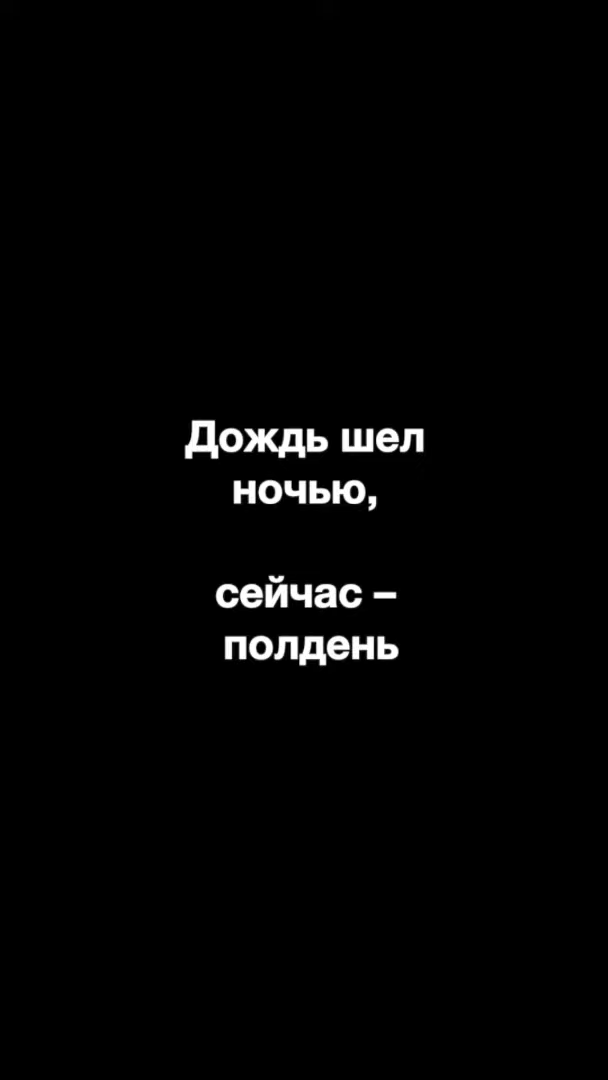 Дождь шел
ночью,
сейчас –
полдень